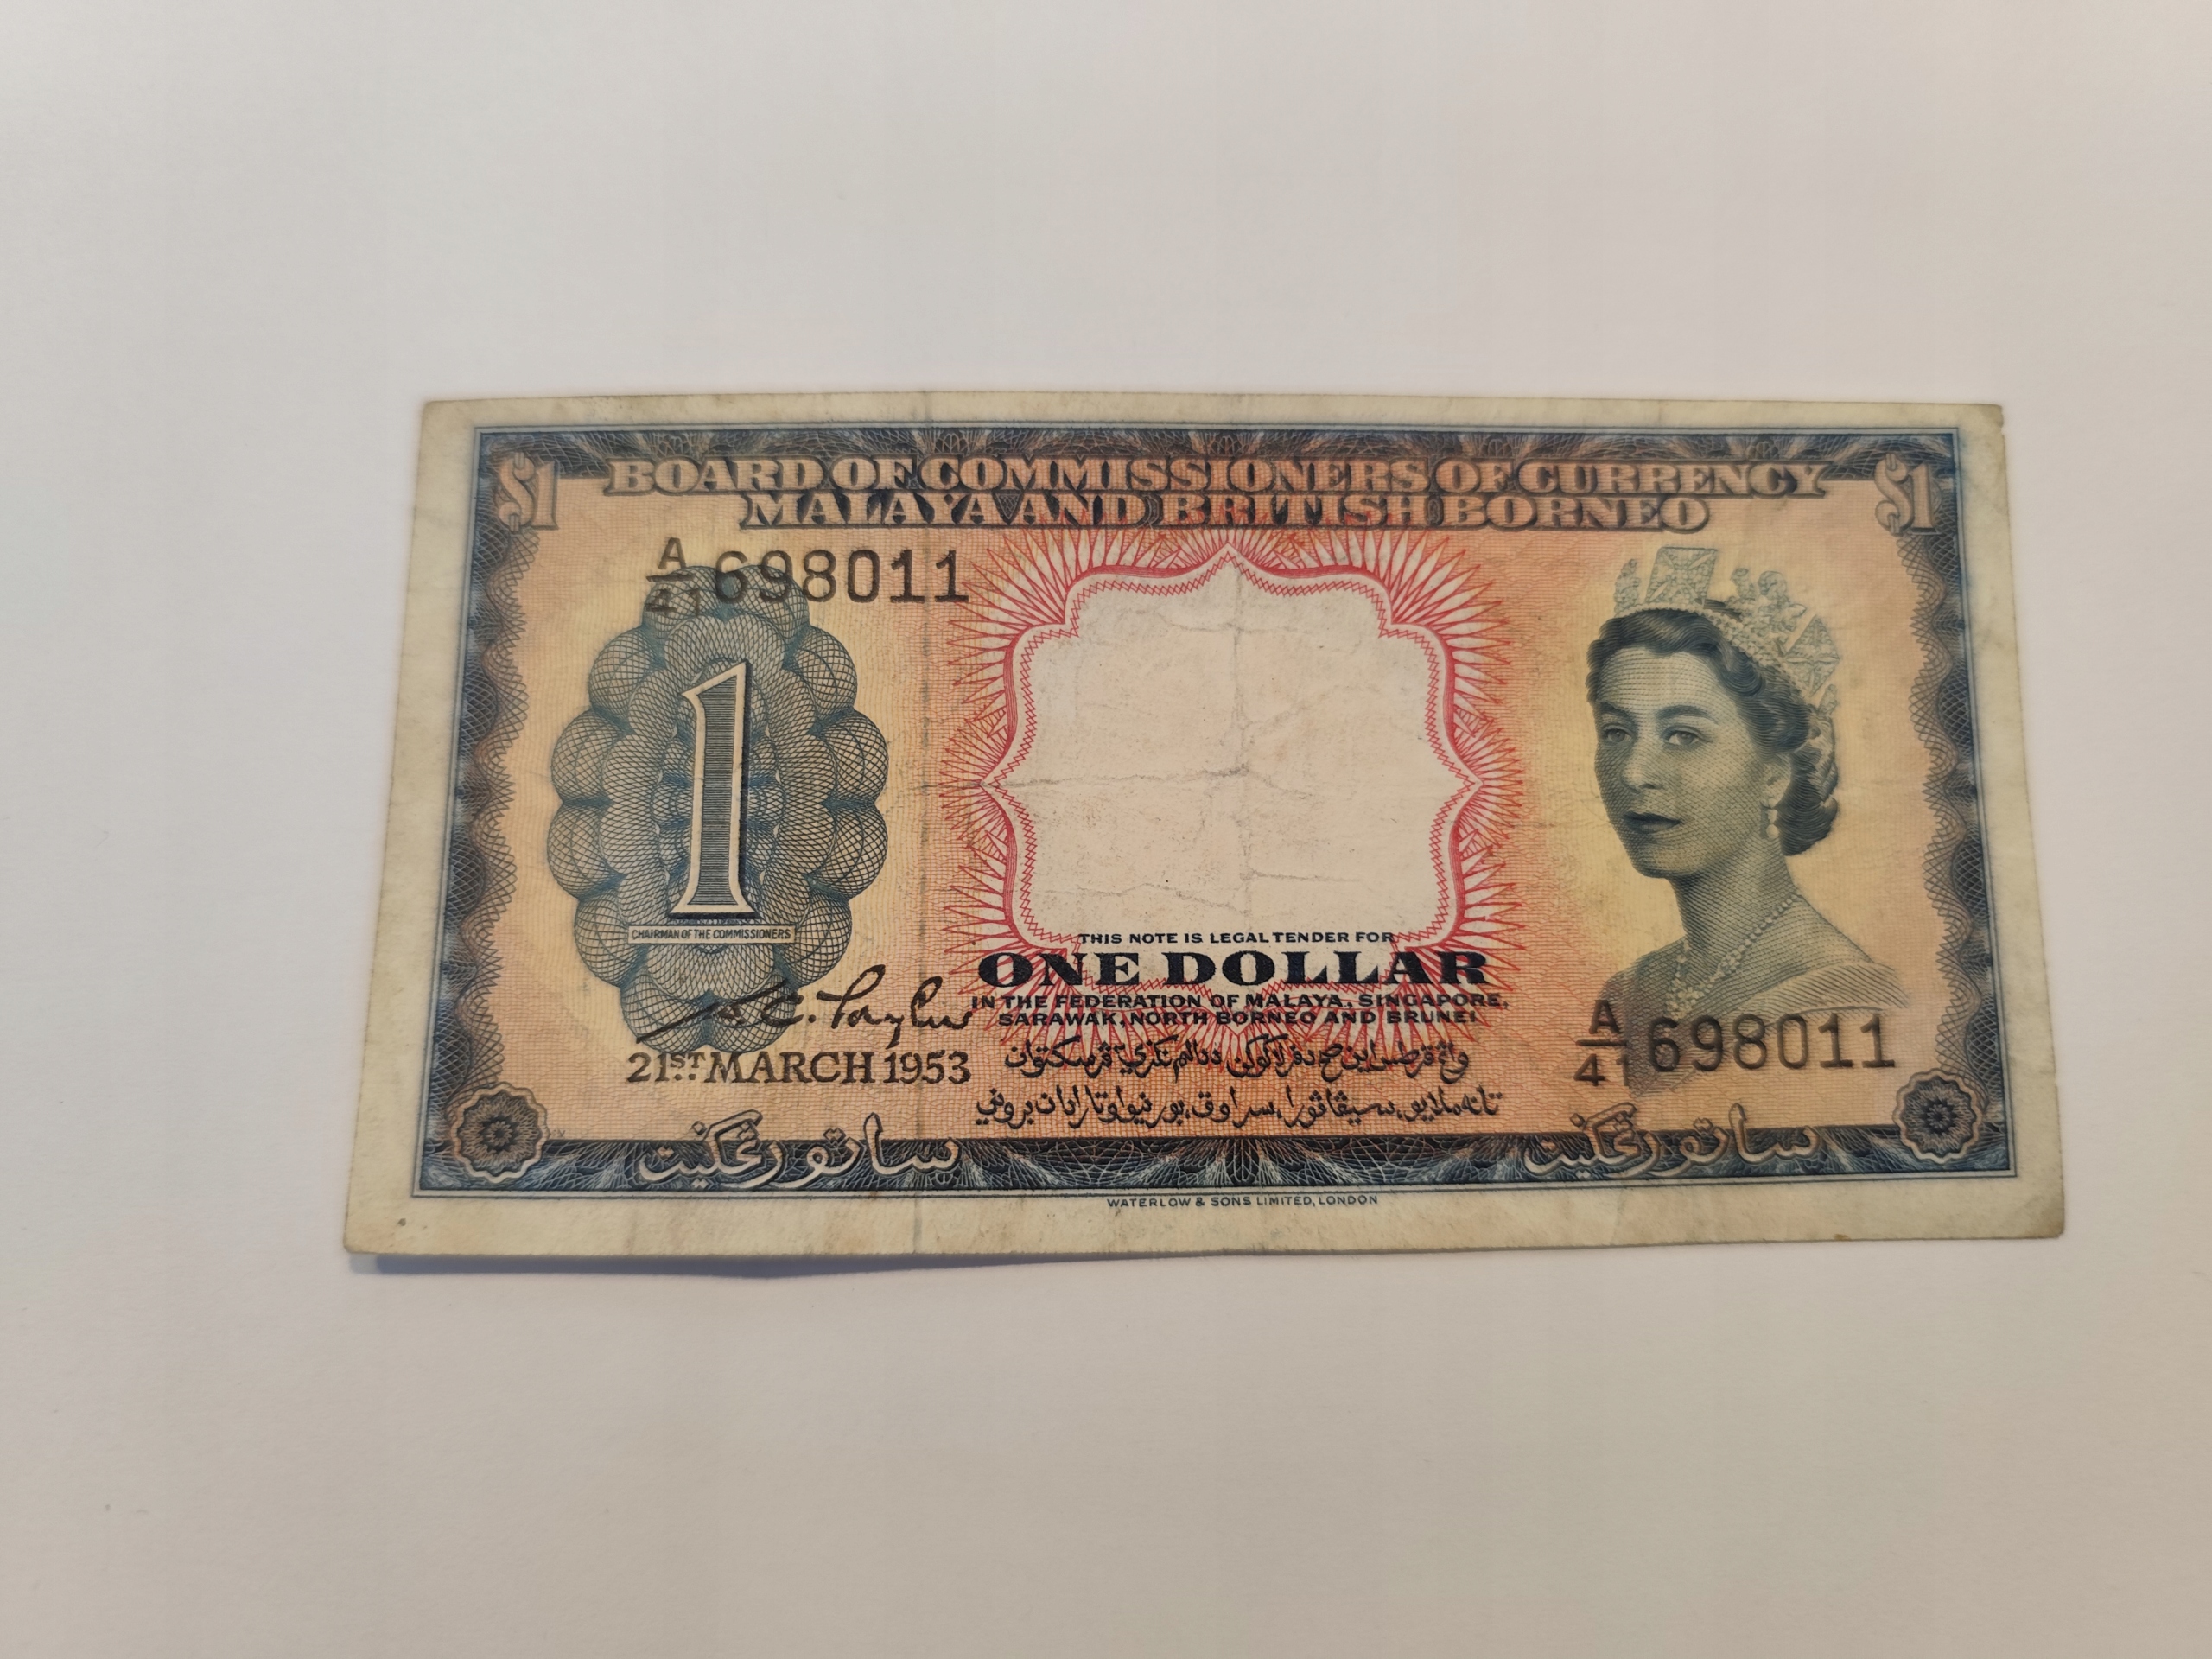 $1 BOARD OF COMMISSIONERS OF CURRENCY $1
MALAYA AND BRITISH BORNEO
A/41 698011
1
CHAIRMAN OF THE COMMISSIONERS
THIS NOTE IS LEGAL TENDER FOR
ONE DOLLAR
IN THE FEDERATION OF MALAYA, SINGAPORE,
SARAWAK, NORTH BORNEO AND BRUNEI
21ST MARCH 1953
A/41 698011
ساتو رڠݢيت
ساتو رڠݢيت
WATERLOW & SONS LIMITED, LONDON